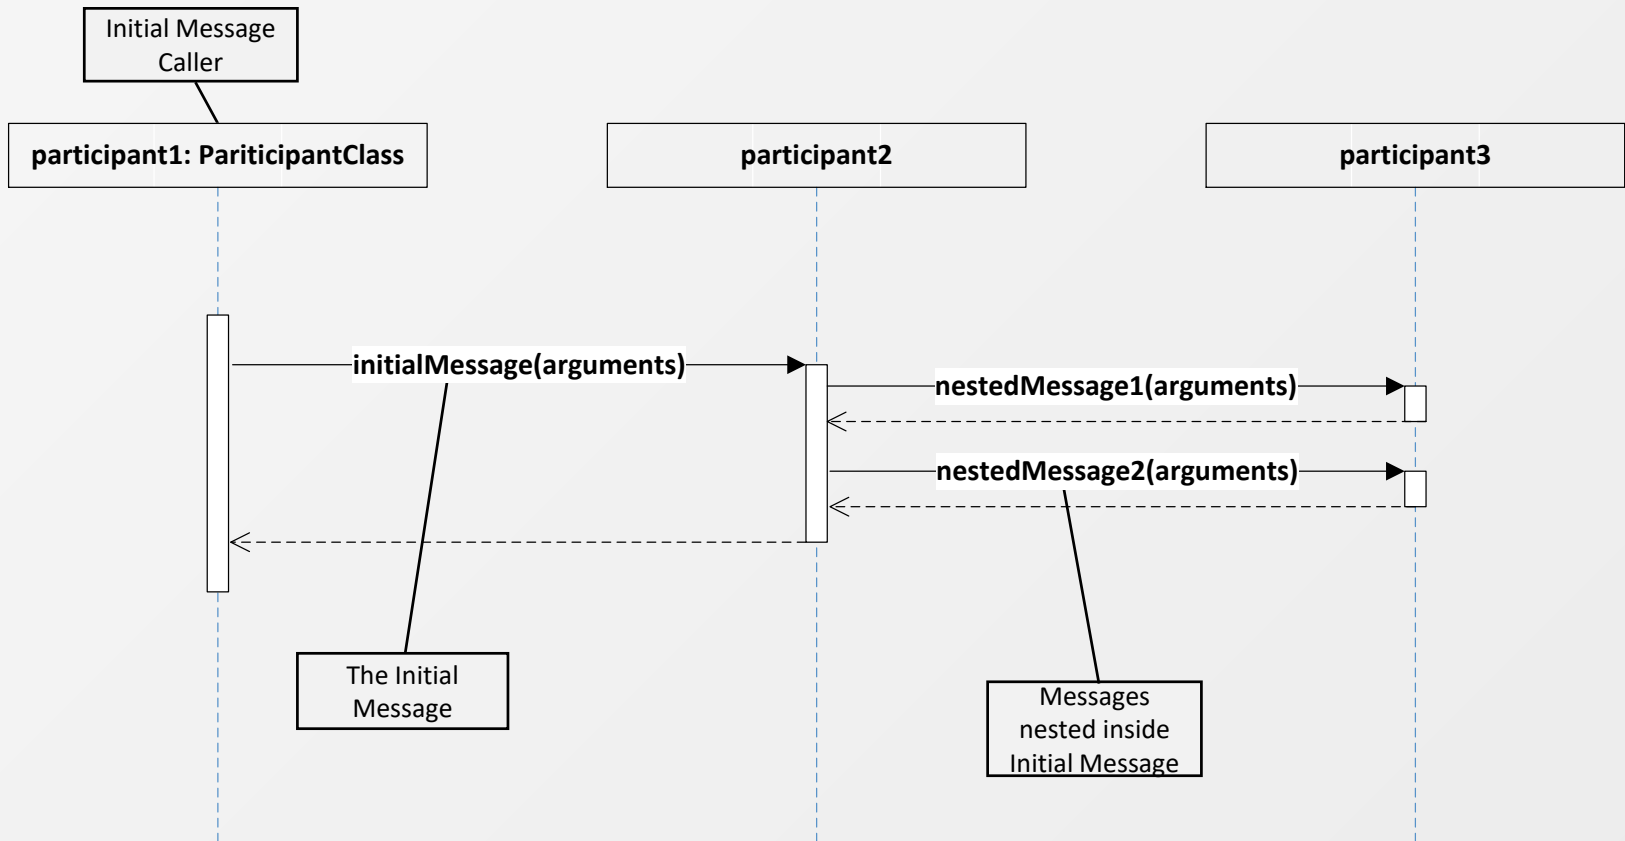 Initial Message
Caller
participant1: PariticipantClass
participant2
participant3
initialMessage(arguments)
nestedMessage1(arguments)
nestedMessage2(arguments)
The Initial
Message
Messages
nested inside
Initial Message